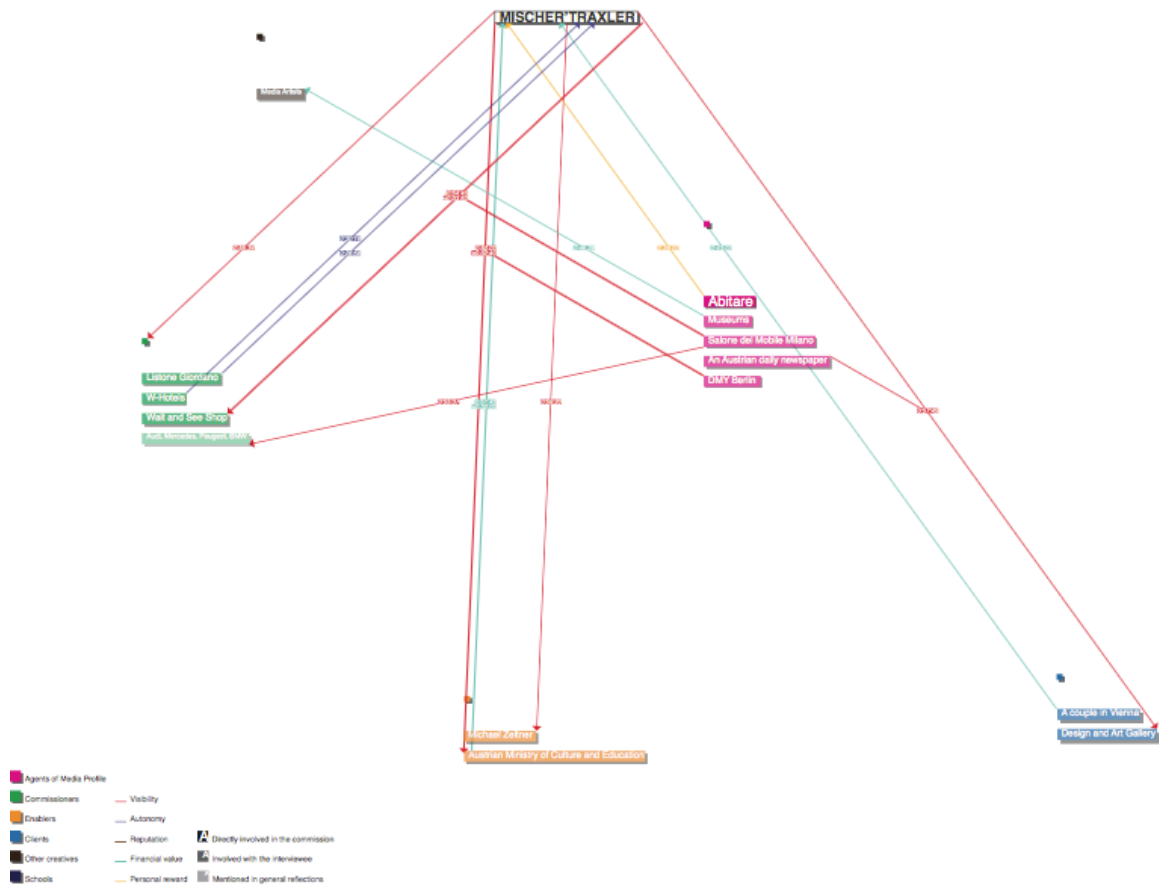 MISCHER'TRAXLER
Media Artists
Abitare
Museums
Salone del Mobile Milano
An Austrian daily newspaper
DMY Berlin
Listone Giordano
W-Hotels
Wait and See Shop
Audi, Mercedes, Peugeot, BMW
A couple in Vienna
Design and Art Gallery
Michael Zeltner
Austrian Ministry of Culture and Education
Agents of Media Profile
Commissioners
Visibility
Enablers
Autonomy
Clients
Reputation
A Directly involved in the commission
Other creatives
Financial value
Involved with the interviewee
Schools
Personal reward
Mentioned in general reflections